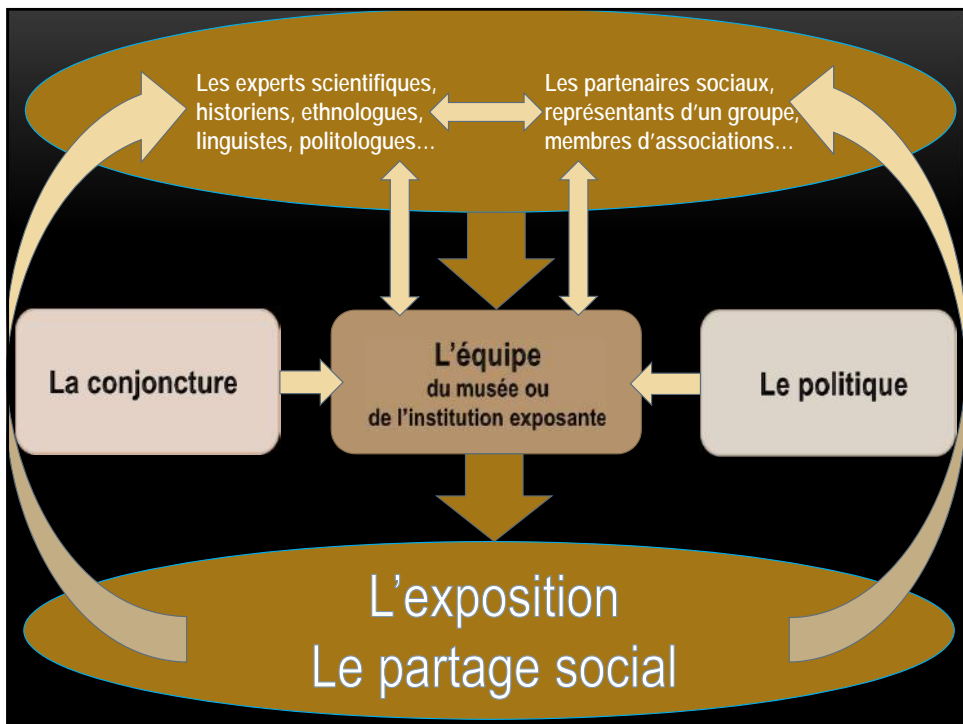 Les experts scientifiques,
historiens, ethnologues,
linguistes, politologues…
Les partenaires sociaux,
représentants d’un groupe,
membres d’associations…
La conjoncture
L’équipe
du musée ou
de l’institution exposante
Le politique
L’exposition
Le partage social